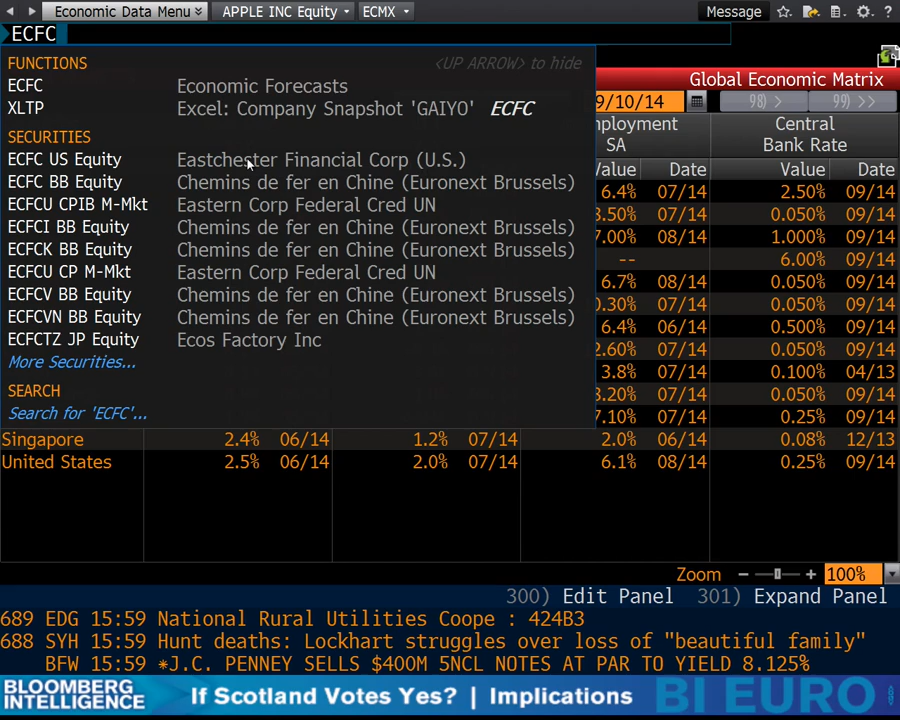 Economic Data Menu
APPLE INC Equity
ECMX
Message
?
ECFC
FUNCTIONS
<UP ARROW> to hide
ECFC Economic Forecasts
XLTP Excel: Company Snapshot 'GAIYO' ECFC
SECURITIES
ECFC US Equity Eastchester Financial Corp (U.S.)
ECFC BB Equity Chemins de fer en Chine (Euronext Brussels)
ECFCU CPIB M-Mkt Eastern Corp Federal Cred UN
ECFCI BB Equity Chemins de fer en Chine (Euronext Brussels)
ECFCK BB Equity Chemins de fer en Chine (Euronext Brussels)
ECFCU CP M-Mkt Eastern Corp Federal Cred UN
ECFCV BB Equity Chemins de fer en Chine (Euronext Brussels)
ECFCVN BB Equity Chemins de fer en Chine (Euronext Brussels)
ECFCTZ JP Equity Ecos Factory Inc
More Securities...
SEARCH
Search for 'ECFC'...
Global Economic Matrix
9/10/14 98) > 99) >>
Central
SA Bank Rate
Date Value Date
6.4% 07/14 2.50% 09/14
3.50% 07/14 0.050% 09/14
7.00% 08/14 1.000% 09/14
-- 6.00% 09/14
6.7% 08/14 0.050% 09/14
0.30% 07/14 0.050% 09/14
6.4% 06/14 0.500% 09/14
2.60% 07/14 0.050% 09/14
3.8% 07/14 0.100% 04/13
3.20% 07/14 0.050% 09/14
7.10% 07/14 0.25% 09/14
Singapore 2.4% 06/14 1.2% 07/14 2.0% 06/14 0.08% 12/13
United States 2.5% 06/14 2.0% 07/14 6.1% 08/14 0.25% 09/14
Zoom − + 100%
300) Edit Panel 301) Expand Panel
689 EDG 15:59 National Rural Utilities Coope : 424B3
688 SYH 15:59 Hunt deaths: Lockhart struggles over loss of "beautiful family"
BFW 15:59 *J.C. PENNEY SELLS $400M 5NCL NOTES AT PAR TO YIELD 8.125%
BLOOMBERG
INTELLIGENCE
If Scotland Votes Yes? | Implications
BI EURO